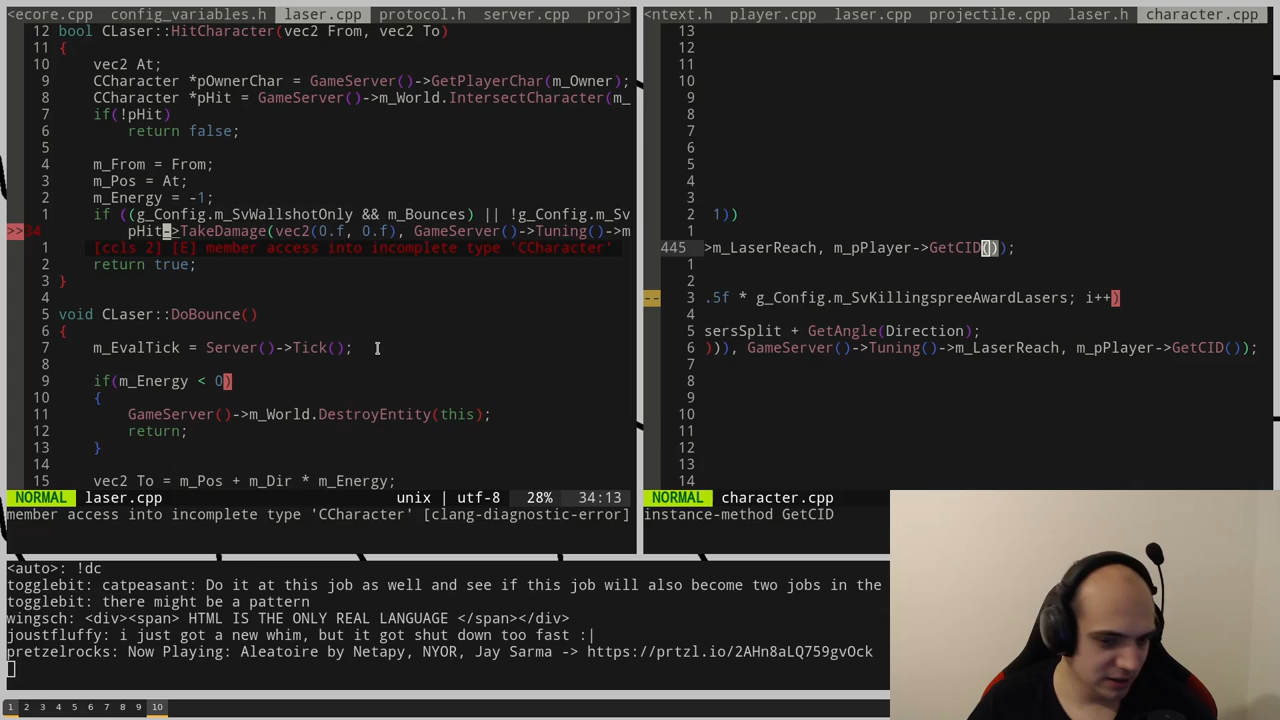 <ecore.cpp config_variables.h laser.cpp protocol.h server.cpp proj>
12 bool CLaser::HitCharacter(vec2 From, vec2 To)
11 {
10 vec2 At;
9 CCharacter *pOwnerChar = GameServer()->GetPlayerChar(m_Owner);
8 CCharacter *pHit = GameServer()->m_World.IntersectCharacter(m_
7 if(!pHit)
6 return false;
5
4 m_From = From;
3 m_Pos = At;
2 m_Energy = -1;
1 if ((g_Config.m_SvWallshotOnly && m_Bounces) || !g_Config.m_Sv
>>34 pHit->TakeDamage(vec2(0.f, 0.f), GameServer()->Tuning()->m
1 [ccls 2] [E] member access into incomplete type 'CCharacter'
2 return true;
3 }
4
5 void CLaser::DoBounce()
6 {
7 m_EvalTick = Server()->Tick();
8
9 if(m_Energy < 0)
10 {
11 GameServer()->m_World.DestroyEntity(this);
12 return;
13 }
14
15 vec2 To = m_Pos + m_Dir * m_Energy;
NORMAL laser.cpp unix | utf-8 28% 34:13
member access into incomplete type 'CCharacter' [clang-diagnostic-error]
<ntext.h player.cpp laser.cpp projectile.cpp laser.h character.cpp
13
12
11
10
9
8
7
6
5
4
3
2 1))
1
445 >m_LaserReach, m_pPlayer->GetCID());
1
2
-- 3 .5f * g_Config.m_SvKillingspreeAwardLasers; i++)
4
5 sersSplit + GetAngle(Direction);
6 ))), GameServer()->Tuning()->m_LaserReach, m_pPlayer->GetCID());
7
8
9
10
11
12
13
14
NORMAL character.cpp
instance-method GetCID
<auto>: !dc
togglebit: catpeasant: Do it at this job as well and see if this job will also become two jobs in the
togglebit: there might be a pattern
wingsch: <div><span> HTML IS THE ONLY REAL LANGUAGE </span></div>
joustfluffy: i just got a new whim, but it got shut down too fast :|
pretzelrocks: Now Playing: Aleatoire by Netapy, NYOR, Jay Sarma -> https://prtzl.io/2AHn8aLQ759gvOck
1 2 3 4 5 6 7 8 9 10